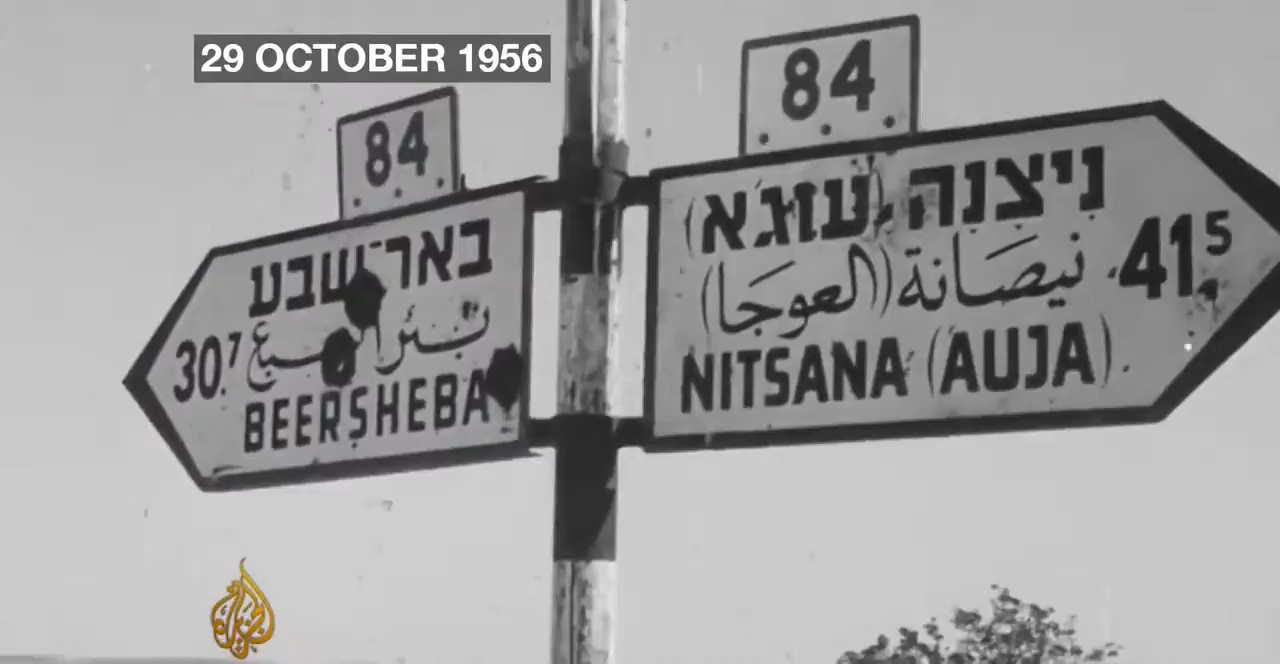 29 OCTOBER 1956
84
באר־שבע
30.7
بئر السبع
BEERSHEBA
84
ניצנה (עוג'א)
نيصانة (العوجا)
41.5
NITSANA (AUJA)
الجزيرة